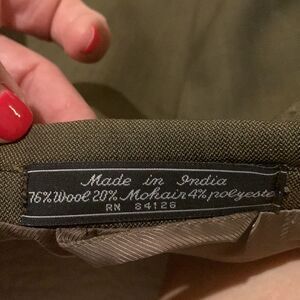 Made in India
76% Wool 20% Mohair 4% polyeste
RN 84126